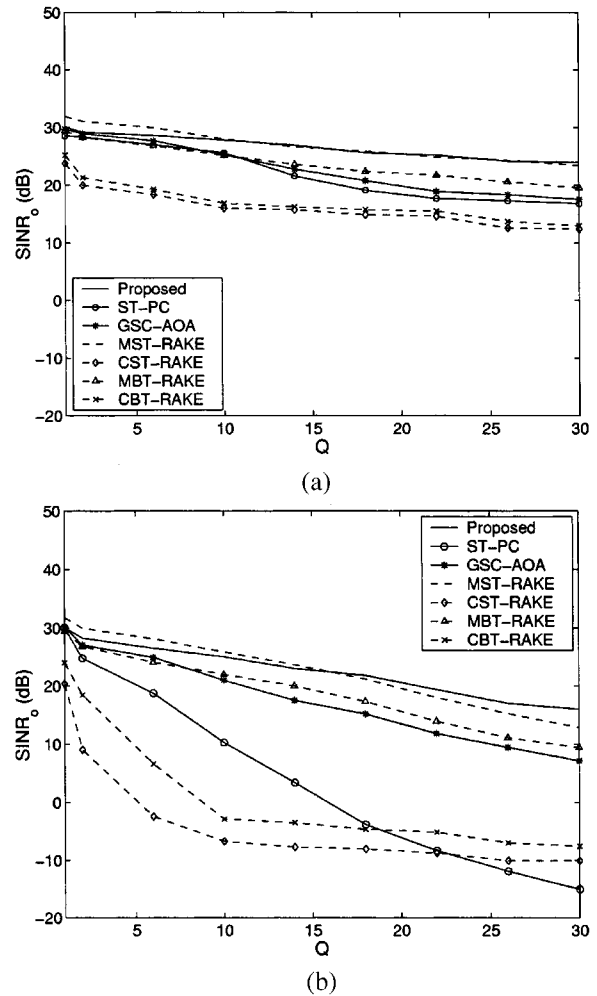 50
40
30
20
10
0
-10
-20
SINRo (dB)
Proposed
ST-PC
GSC-AOA
MST-RAKE
CST-RAKE
MBT-RAKE
CBT-RAKE
5
10
15
20
25
30
Q
(a)
50
40
30
20
10
0
-10
-20
SINRo (dB)
Proposed
ST-PC
GSC-AOA
MST-RAKE
CST-RAKE
MBT-RAKE
CBT-RAKE
5
10
15
20
25
30
Q
(b)